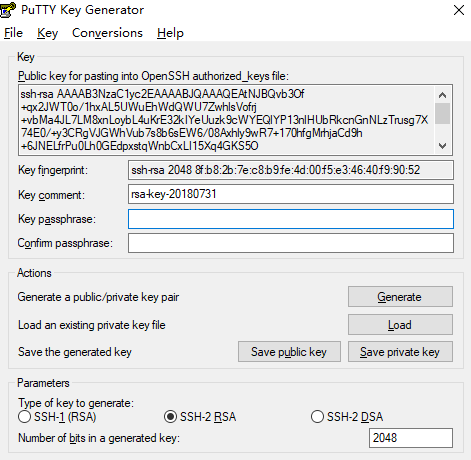 PuTTY Key Generator
File Key Conversions Help
Key
Public key for pasting into OpenSSH authorized_keys file:
ssh-rsa AAAAB3NzaC1yc2EAAAABJQAAAQEAtNJBQvb3Of
+qx2JWT0o/1hxAL5UWuEhWdQWU7ZwhIsVofrj
+vbMa4JL7LM8xnLoybL4uKrE32kIYeUuzk9cWYEQIYP13nIHUbRkcnGnNLzTrusg7X
74E0/+y3CRgVJGWhVub7s8b6sEW6/08Axhly9wR7+170hfgMrhjaCd9h
+6JNELfrPu0Lh0GEdpxstqWnbCxLI15Xq4GKS5O
Key fingerprint: ssh-rsa 2048 8f:b8:2b:7e:c8:b9:fe:4d:00:f5:e3:46:40:f9:90:52
Key comment: rsa-key-20180731
Key passphrase:
Confirm passphrase:
Actions
Generate a public/private key pair Generate
Load an existing private key file Load
Save the generated key Save public key Save private key
Parameters
Type of key to generate:
SSH-1 (RSA) SSH-2 RSA SSH-2 DSA
Number of bits in a generated key: 2048